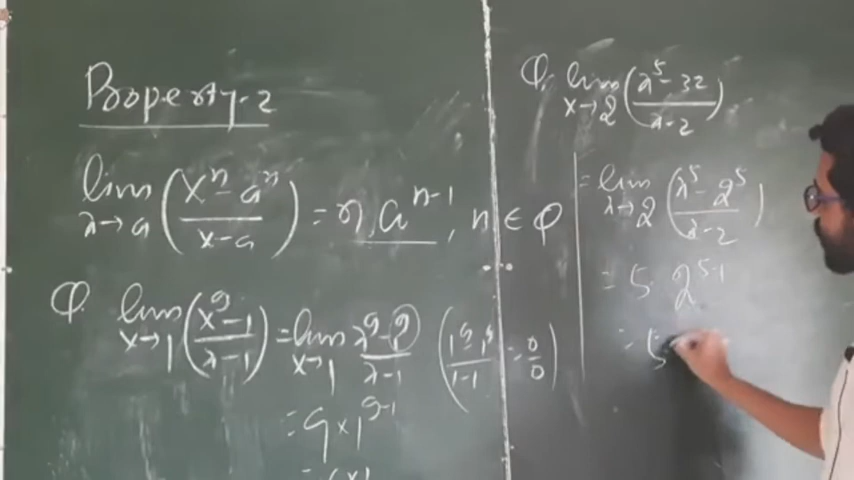 Property-2
lim x→a (xⁿ - aⁿ / x-a) = n.aⁿ⁻¹, n ∈ Q
Q. lim x→1 (x⁹-1 / x-1) = lim x→1 x⁹-1⁹ / x-1 (1⁹-1⁹ / 1-1 = 0/0)
= 9×1⁹⁻¹
Q. lim x→2 (x⁵-32 / x-2)
= lim x→2 (x⁵-2⁵ / x-2)
= 5. 2⁵⁻¹
= 5